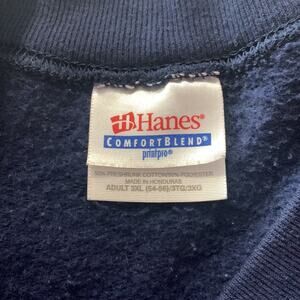 Hanes®
COMFORTBLEND®
printpro®
50% PRESHRUNK COTTON/50% POLYESTER
MADE IN HONDURAS
ADULT 3XL (54-56)/3TG/3XG